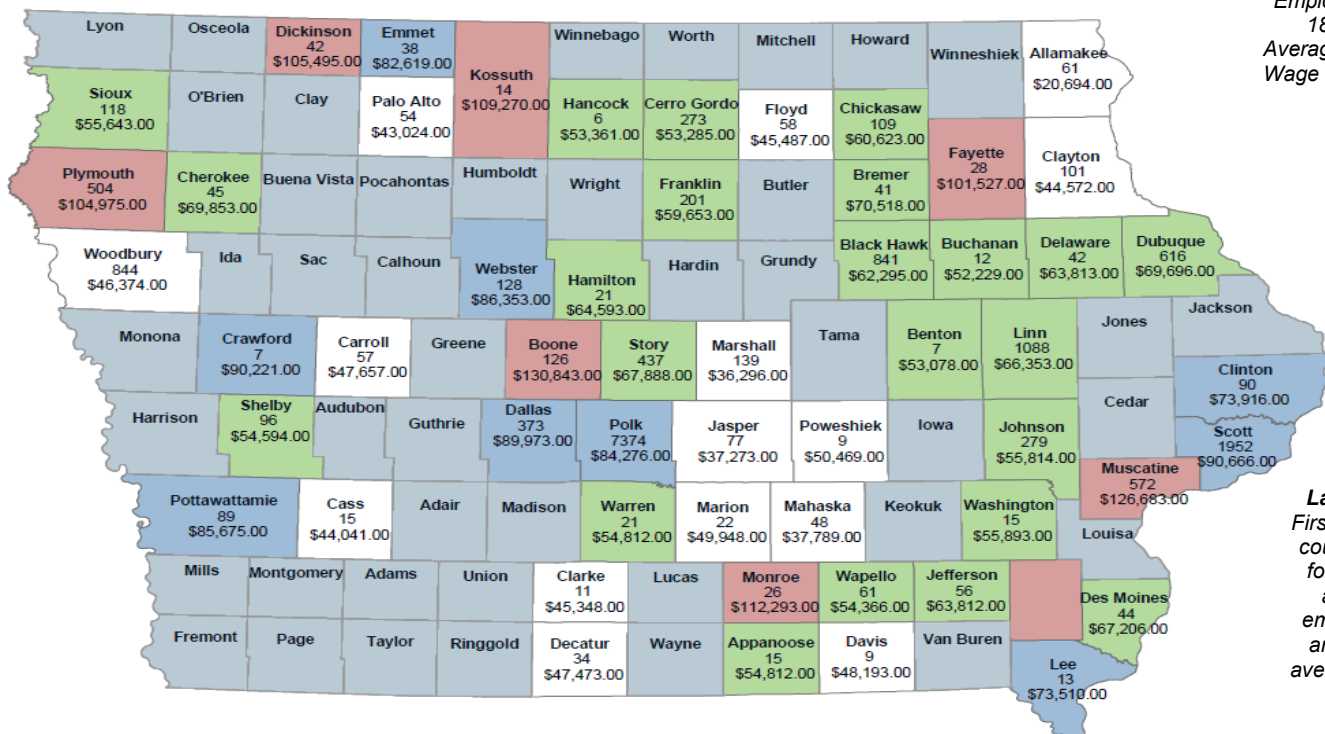 Lyon
Osceola
Dickinson
42
$105,495.00
Emmet
38
$82,619.00
Kossuth
14
$109,270.00
Winnebago
Worth
Mitchell
Howard
Winneshiek
Allamakee
61
$20,694.00
Sioux
118
$55,643.00
O'Brien
Clay
Palo Alto
54
$43,024.00
Hancock
6
$53,361.00
Cerro Gordo
273
$53,285.00
Floyd
58
$45,487.00
Chickasaw
109
$60,623.00
Plymouth
504
$104,975.00
Cherokee
45
$69,853.00
Buena Vista
Pocahontas
Humboldt
Wright
Franklin
201
$59,653.00
Butler
Bremer
41
$70,518.00
Fayette
28
$101,527.00
Clayton
101
$44,572.00
Woodbury
844
$46,374.00
Ida
Sac
Calhoun
Webster
128
$86,353.00
Hamilton
21
$64,593.00
Hardin
Grundy
Black Hawk
841
$62,295.00
Buchanan
12
$52,229.00
Delaware
42
$63,813.00
Dubuque
616
$69,696.00
Monona
Crawford
7
$90,221.00
Carroll
57
$47,657.00
Greene
Boone
126
$130,843.00
Story
437
$67,888.00
Marshall
139
$36,296.00
Tama
Benton
7
$53,078.00
Linn
1088
$66,353.00
Jones
Jackson
Clinton
90
$73,916.00
Harrison
Shelby
96
$54,594.00
Audubon
Guthrie
Dallas
373
$89,973.00
Polk
7374
$84,276.00
Jasper
77
$37,273.00
Poweshiek
9
$50,469.00
Iowa
Johnson
279
$55,814.00
Cedar
Scott
1952
$90,666.00
Muscatine
572
$126,683.00
Pottawattamie
89
$85,675.00
Cass
15
$44,041.00
Adair
Madison
Warren
21
$54,812.00
Marion
22
$49,948.00
Mahaska
48
$37,789.00
Keokuk
Washington
15
$55,893.00
Louisa
Mills
Montgomery
Adams
Union
Clarke
11
$45,348.00
Lucas
Monroe
26
$112,293.00
Wapello
61
$54,366.00
Jefferson
56
$63,812.00
Des Moines
44
$67,206.00
Fremont
Page
Taylor
Ringgold
Decatur
34
$47,473.00
Wayne
Appanoose
15
$54,812.00
Davis
9
$48,193.00
Van Buren
Lee
13
$73,510.00
Emplo
18
Averag
Wage
La
Firs
cou
fo
a
em
an
ave